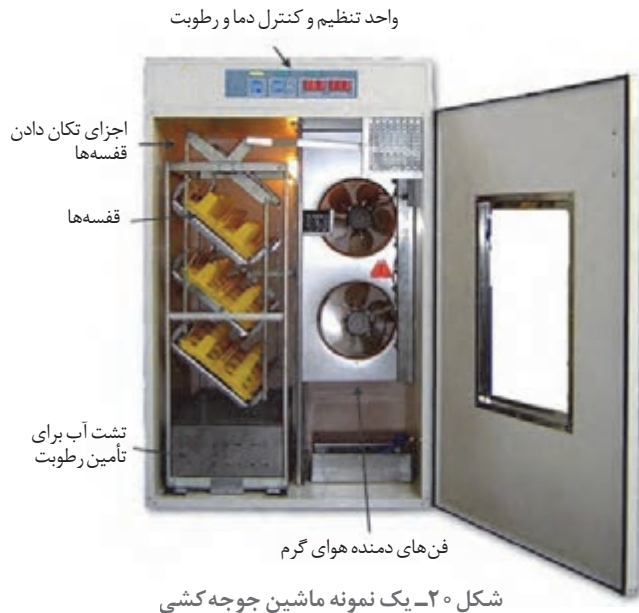 واحد تنظیم و کنترل دما و رطوبت
اجزای تکان دادن
قفسه‌ها
قفسه‌ها
تشت آب برای
تأمین رطوبت
فن‌های دمنده هوای گرم
شکل ۲۰ــ یک نمونه ماشین جوجه کشی